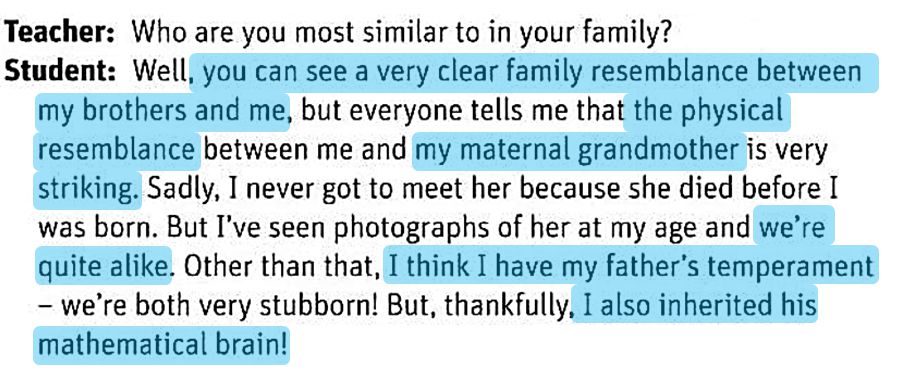 Teacher: Who are you most similar to in your family?
Student: Well, you can see a very clear family resemblance between
my brothers and me, but everyone tells me that the physical
resemblance between me and my maternal grandmother is very
striking. Sadly, I never got to meet her because she died before I
was born. But I've seen photographs of her at my age and we're
quite alike. Other than that, I think I have my father's temperament
– we're both very stubborn! But, thankfully, I also inherited his
mathematical brain!